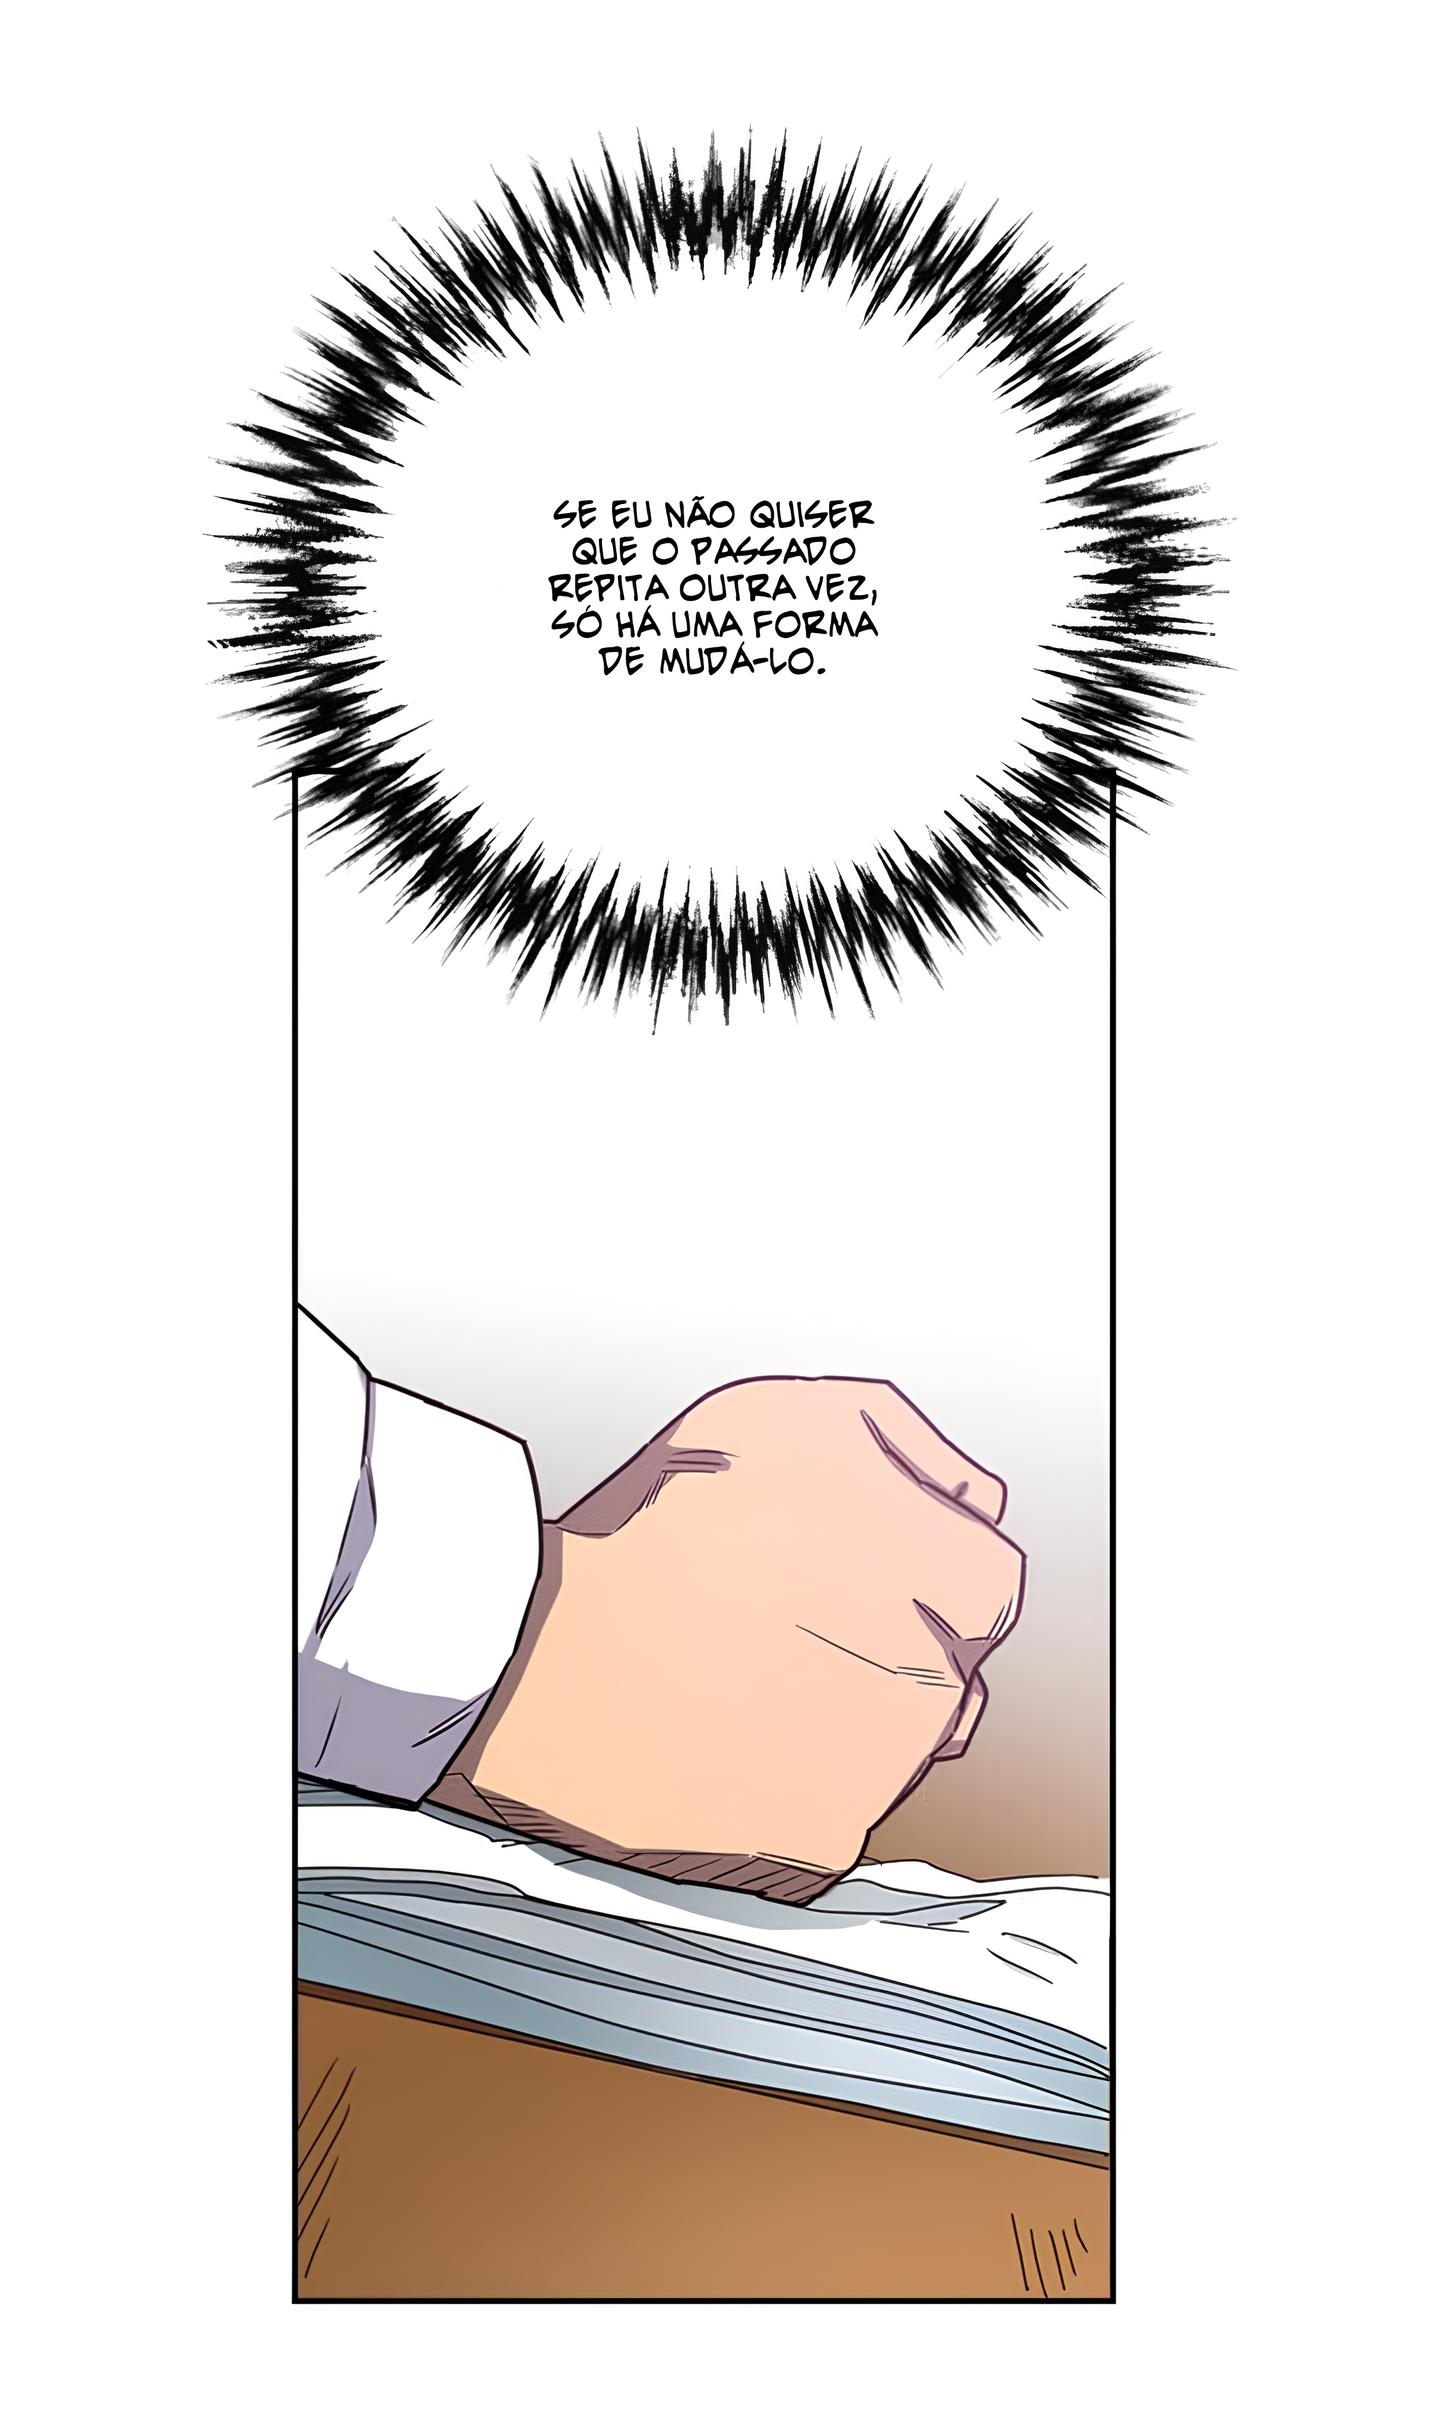 SE EU NÃO QUISER
QUE O PASSADO
REPITA OUTRA VEZ,
SÓ HÁ UMA FORMA
DE MUDÁ-LO.